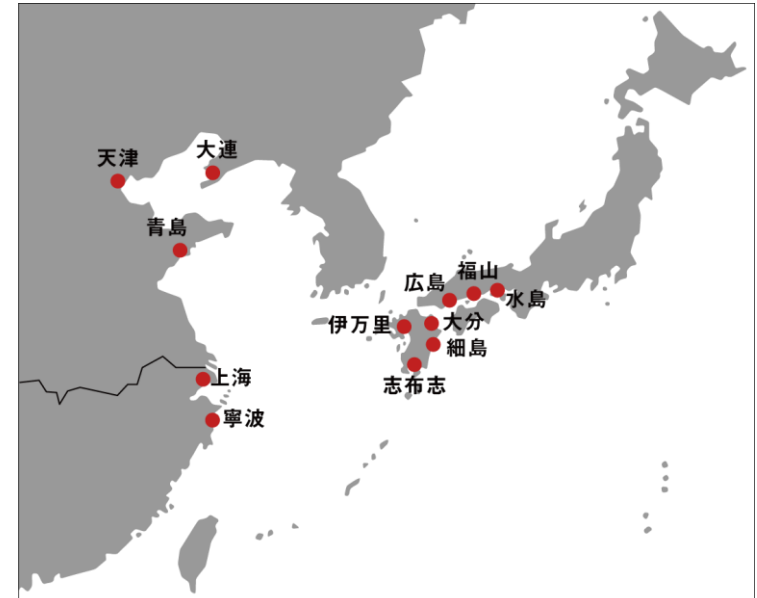 大連
天津
青島
福山
広島
水島
大分
伊万里
細島
志布志
上海
寧波